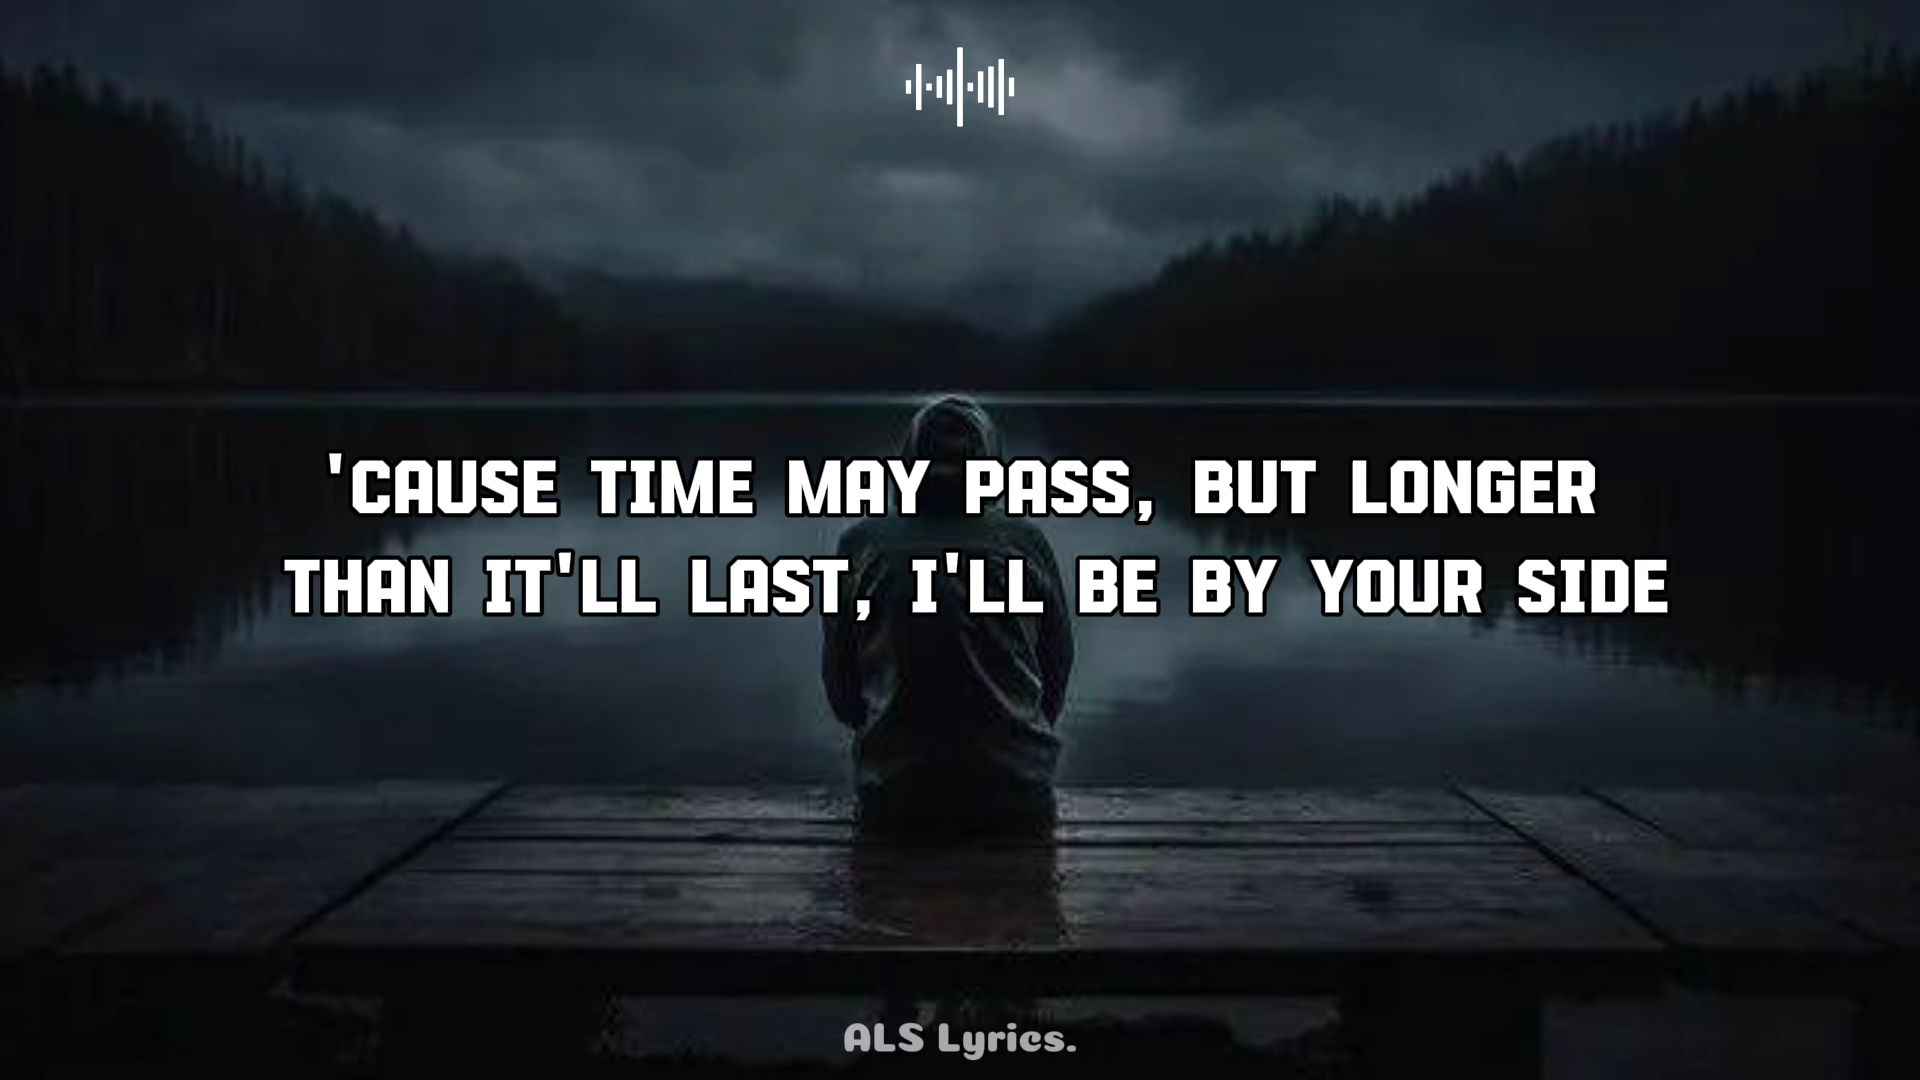 'CAUSE TIME MAY PASS, BUT LONGER
THAN IT'LL LAST, I'LL BE BY YOUR SIDE
ALS Lyrics.